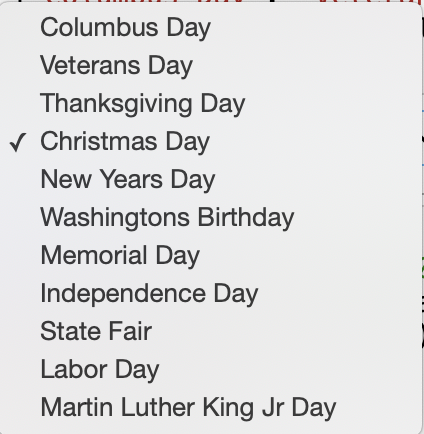 Columbus Day
Veterans Day
Thanksgiving Day
✓ Christmas Day
New Years Day
Washingtons Birthday
Memorial Day
Independence Day
State Fair
Labor Day
Martin Luther King Jr Day